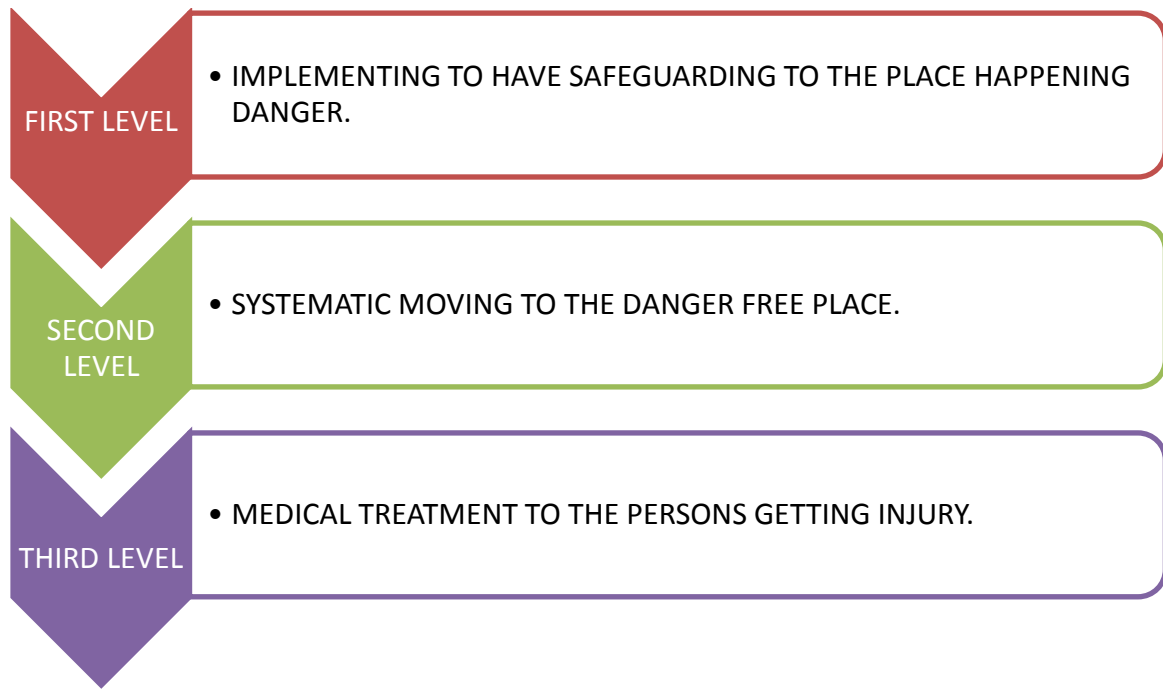 FIRST LEVEL
• IMPLEMENTING TO HAVE SAFEGUARDING TO THE PLACE HAPPENING
DANGER.
SECOND
LEVEL
• SYSTEMATIC MOVING TO THE DANGER FREE PLACE.
THIRD LEVEL
• MEDICAL TREATMENT TO THE PERSONS GETTING INJURY.